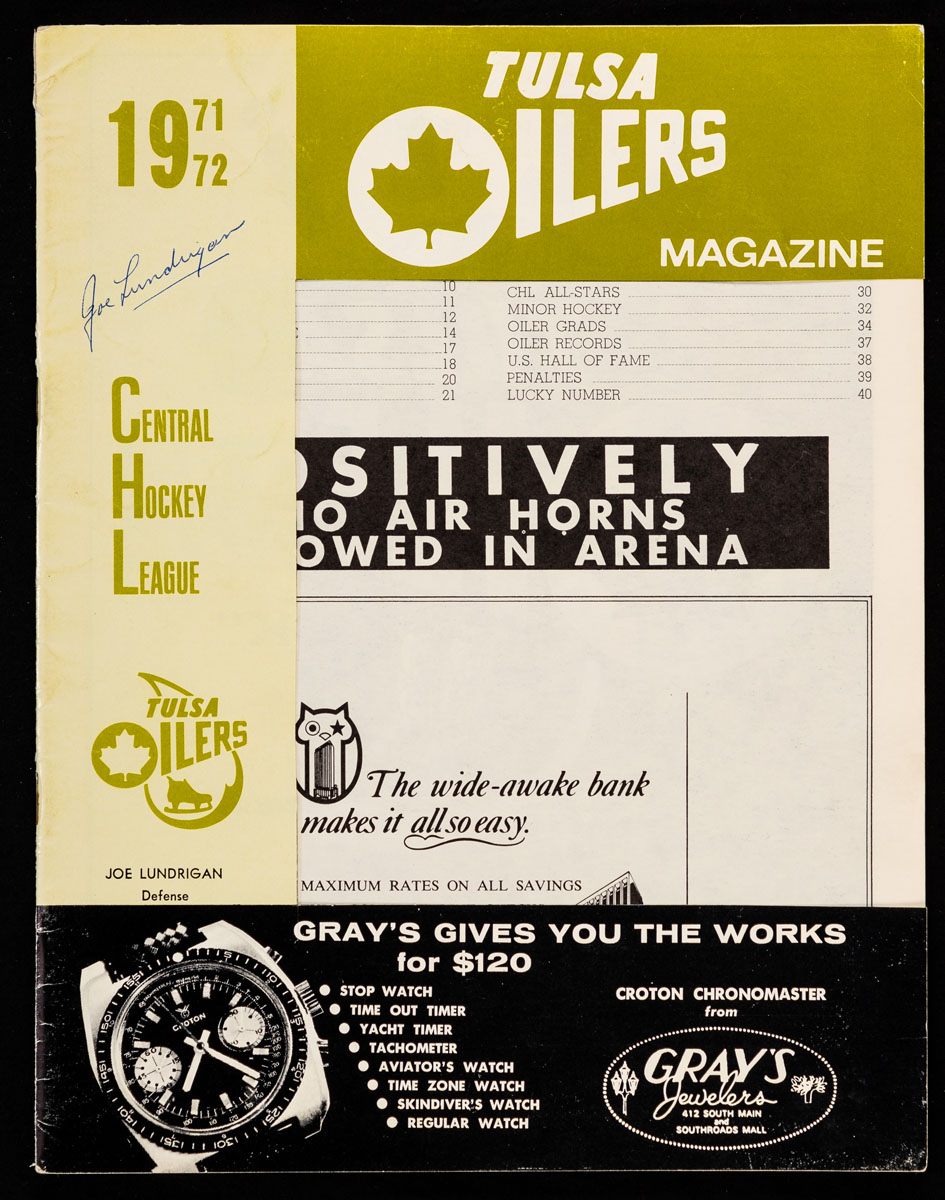 1971
72
Joe Lundrigan
CENTRAL
HOCKEY
LEAGUE
TULSA
OILERS
JOE LUNDRIGAN
Defense
TULSA
OILERS
MAGAZINE
10
11
12
14
17
18
20
21
CHL ALL-STARS 30
MINOR HOCKEY 32
OILER GRADS 34
OILER RECORDS 37
U.S. HALL OF FAME 38
PENALTIES 39
LUCKY NUMBER 40
OSITIVELY
O AIR HORNS
OWED IN ARENA
The wide-awake bank
makes it all so easy.
MAXIMUM RATES ON ALL SAVINGS
GRAY'S GIVES YOU THE WORKS
for $120
● STOP WATCH
● TIME OUT TIMER
● YACHT TIMER
● TACHOMETER
● AVIATOR'S WATCH
● TIME ZONE WATCH
● SKINDIVER'S WATCH
● REGULAR WATCH
CROTON
CROTON CHRONOMASTER
from
GRAY'S
Jewelers
412 SOUTH MAIN
and
SOUTHROADS MALL